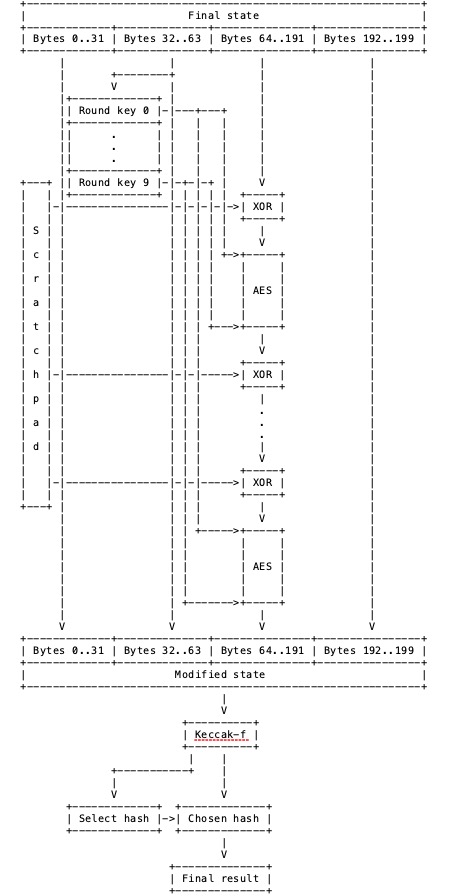 Final state
Bytes 0..31 | Bytes 32..63 | Bytes 64..191 | Bytes 192..199
V
Round key 0
.
.
.
Round key 9
V
XOR
Scratchpad
V
AES
V
XOR
.
.
.
V
XOR
V
AES
V V V V
Bytes 0..31 | Bytes 32..63 | Bytes 64..191 | Bytes 192..199
Modified state
V
Keccak-f
V V
Select hash |->| Chosen hash
V
Final result